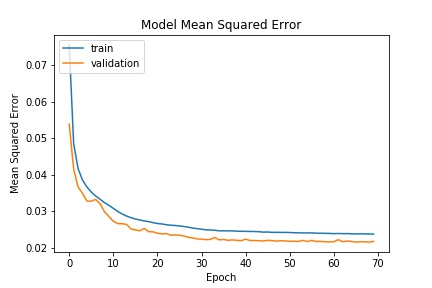 Model Mean Squared Error
train
validation
Mean Squared Error
0.07
0.06
0.05
0.04
0.03
0.02
0 10 20 30 40 50 60 70
Epoch